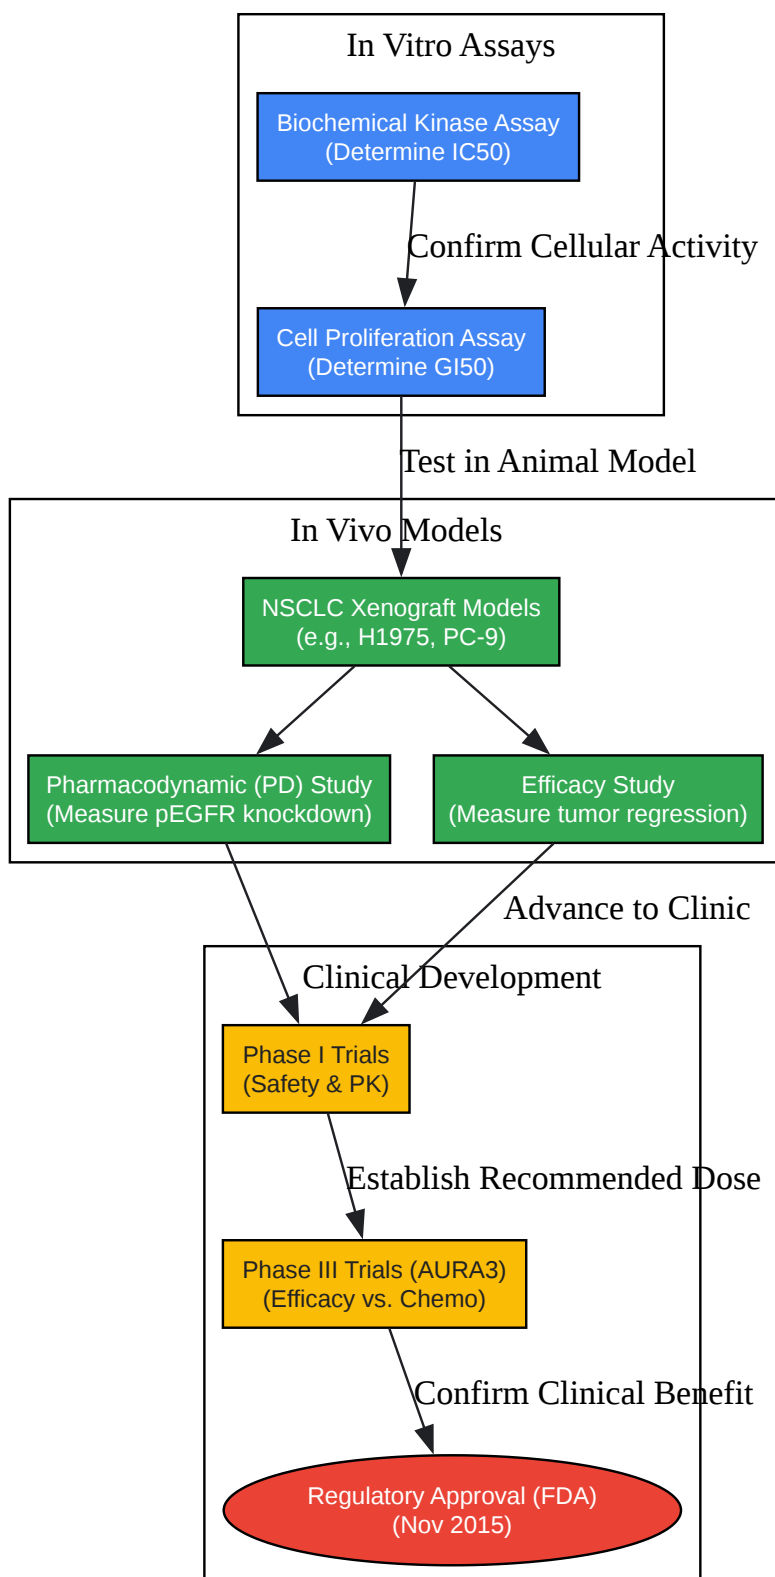 In Vitro Assays
Biochemical Kinase Assay
(Determine IC50)
Confirm Cellular Activity
Cell Proliferation Assay
(Determine GI50)
Test in Animal Model
In Vivo Models
NSCLC Xenograft Models
(e.g., H1975, PC-9)
Pharmacodynamic (PD) Study
(Measure pEGFR knockdown)
Efficacy Study
(Measure tumor regression)
Advance to Clinic
Clinical Development
Phase I Trials
(Safety & PK)
Establish Recommended Dose
Phase III Trials (AURA3)
(Efficacy vs. Chemo)
Confirm Clinical Benefit
Regulatory Approval (FDA)
(Nov 2015)